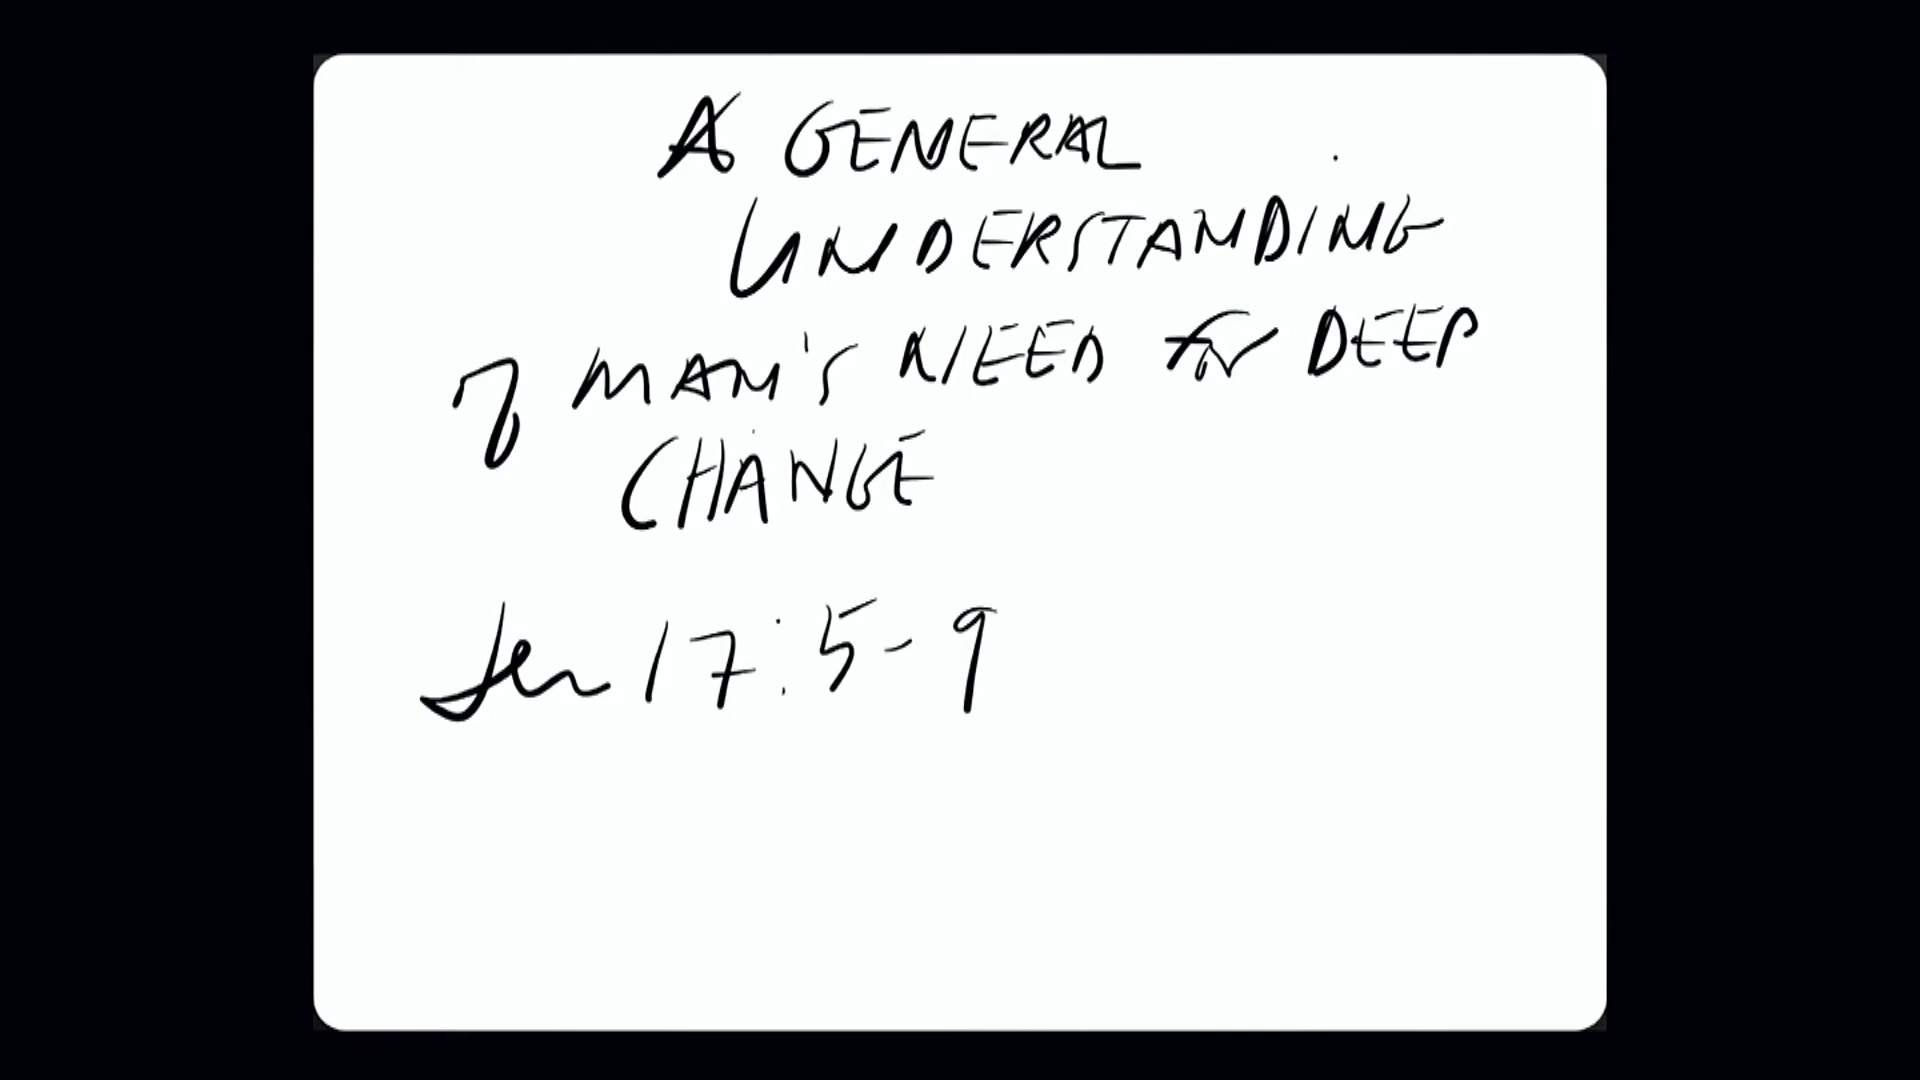 A GENERAL
UNDERSTANDING
of MAN'S NEED for DEEP
CHANGE
Jer 17:5-9